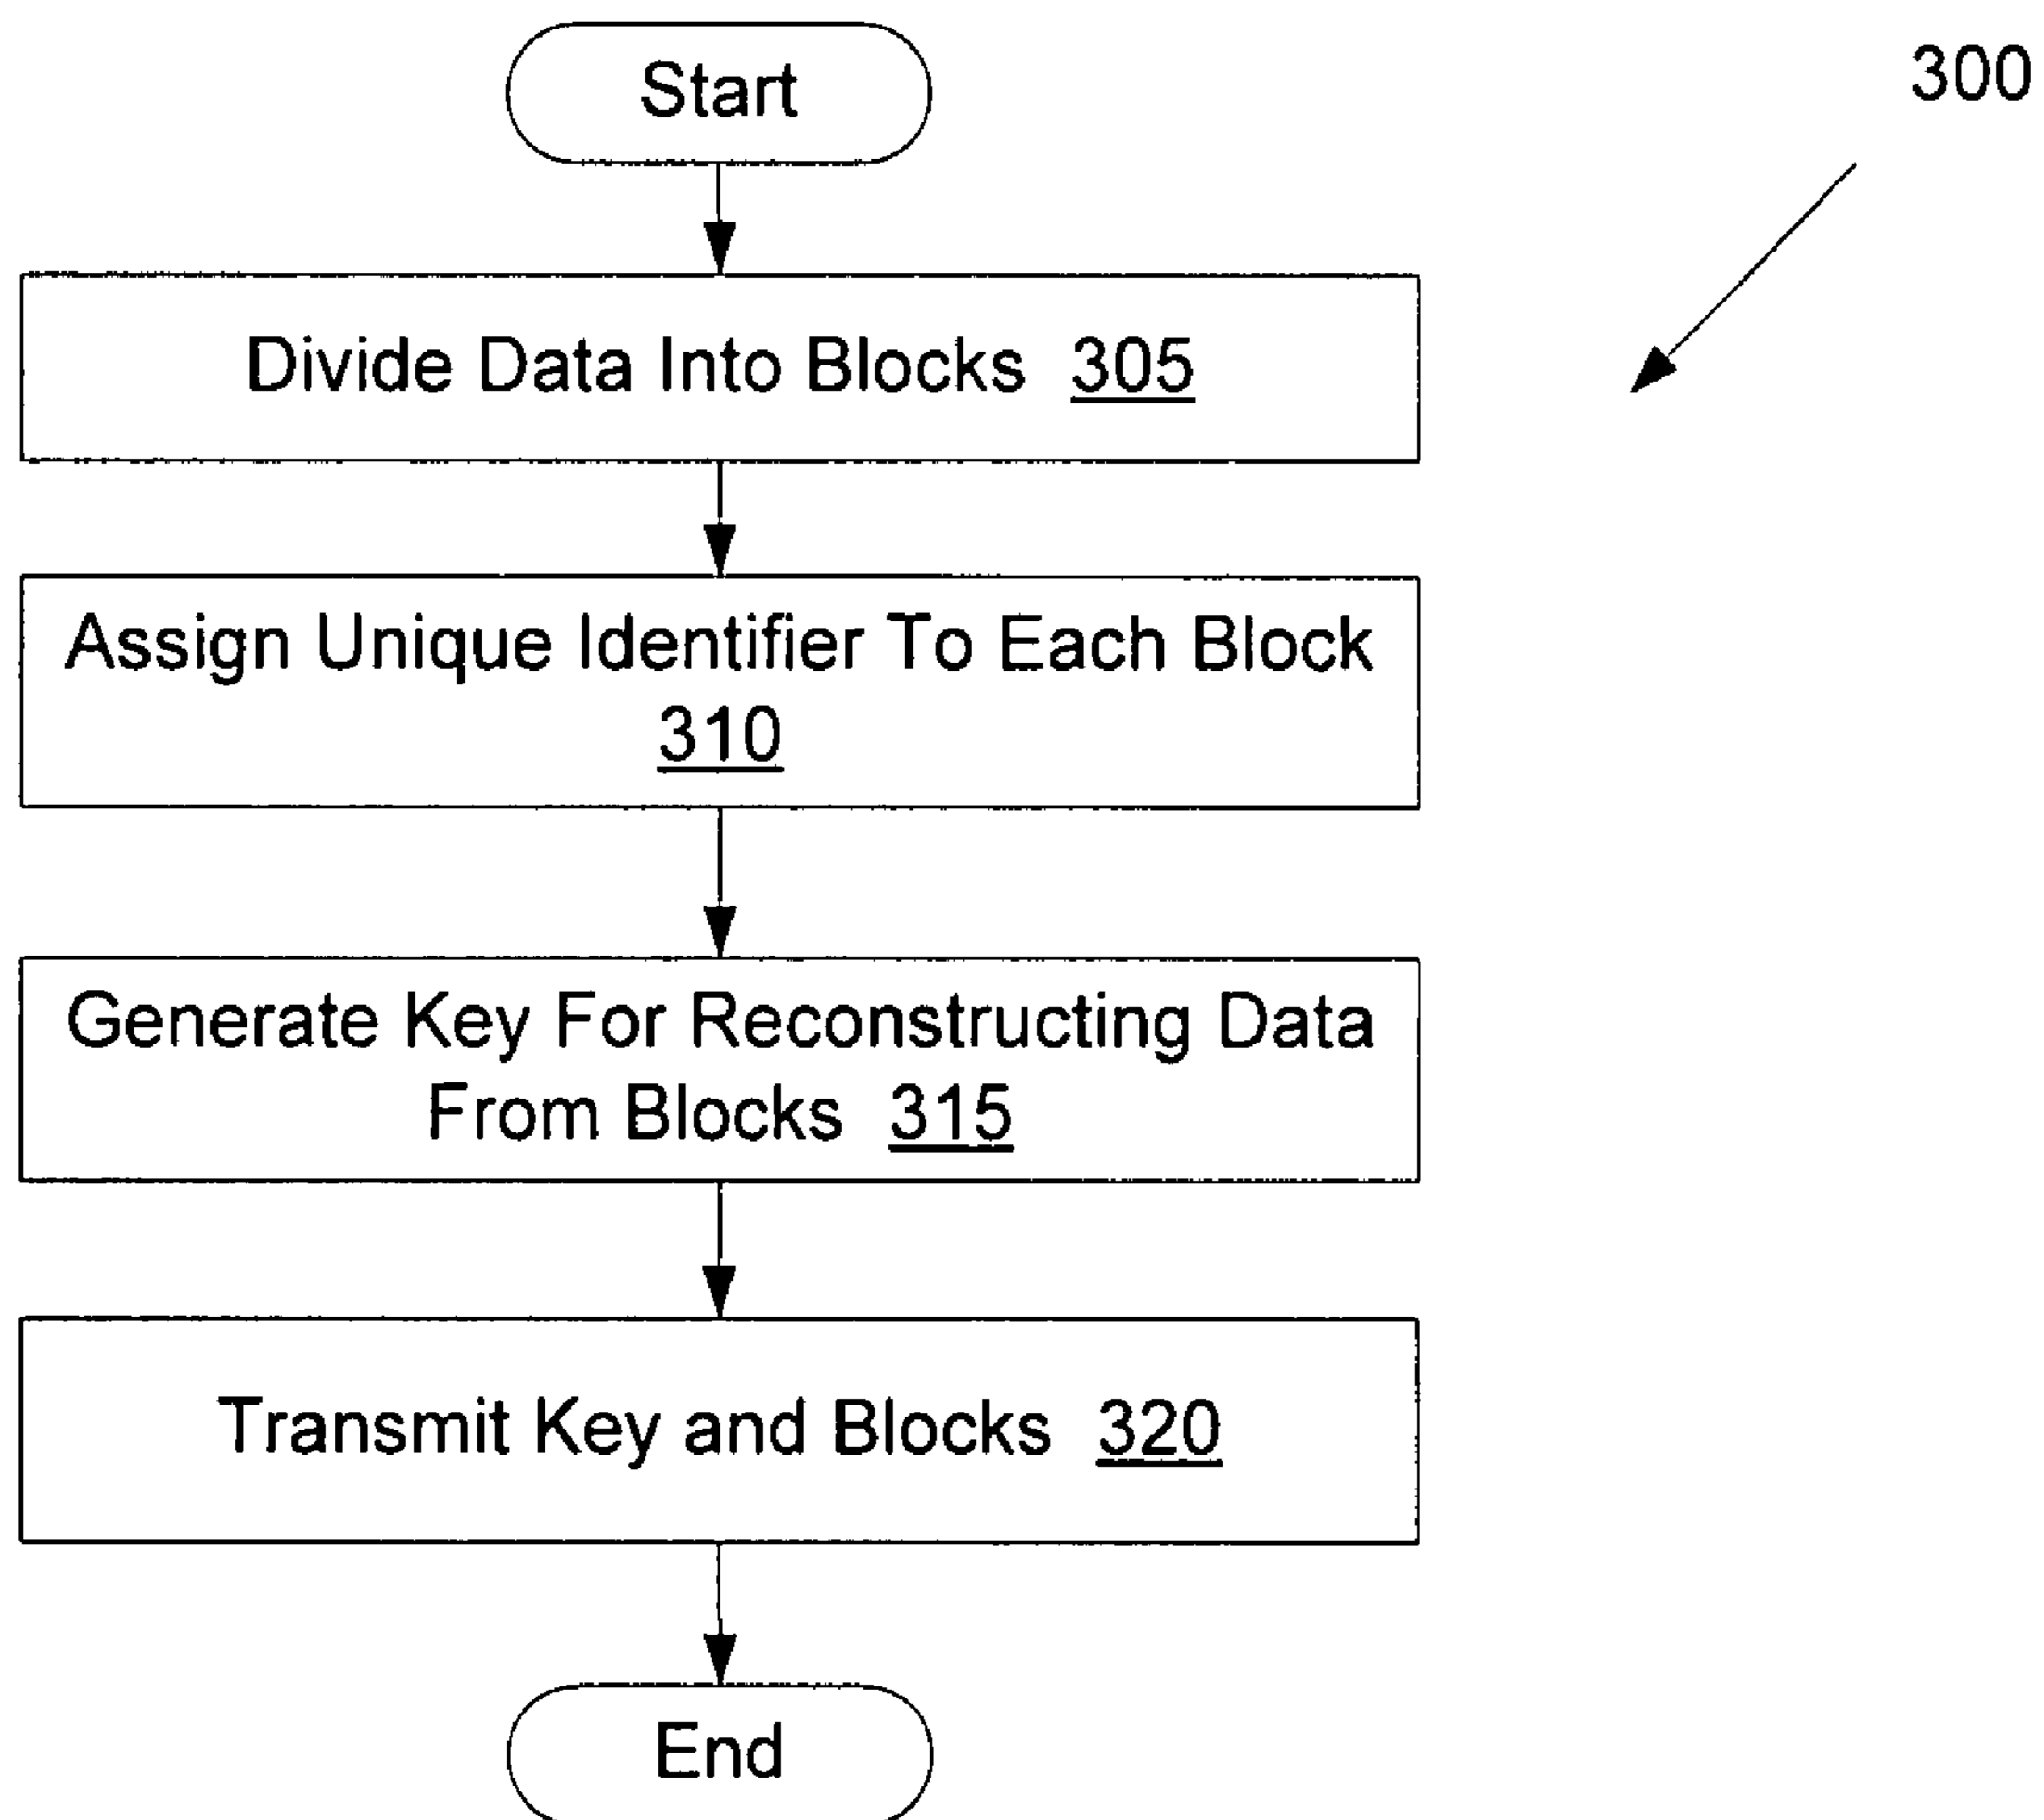 Start
300
Divide Data Into Blocks 305
Assign Unique Identifier To Each Block
310
Generate Key For Reconstructing Data
From Blocks 315
Transmit Key and Blocks 320
End